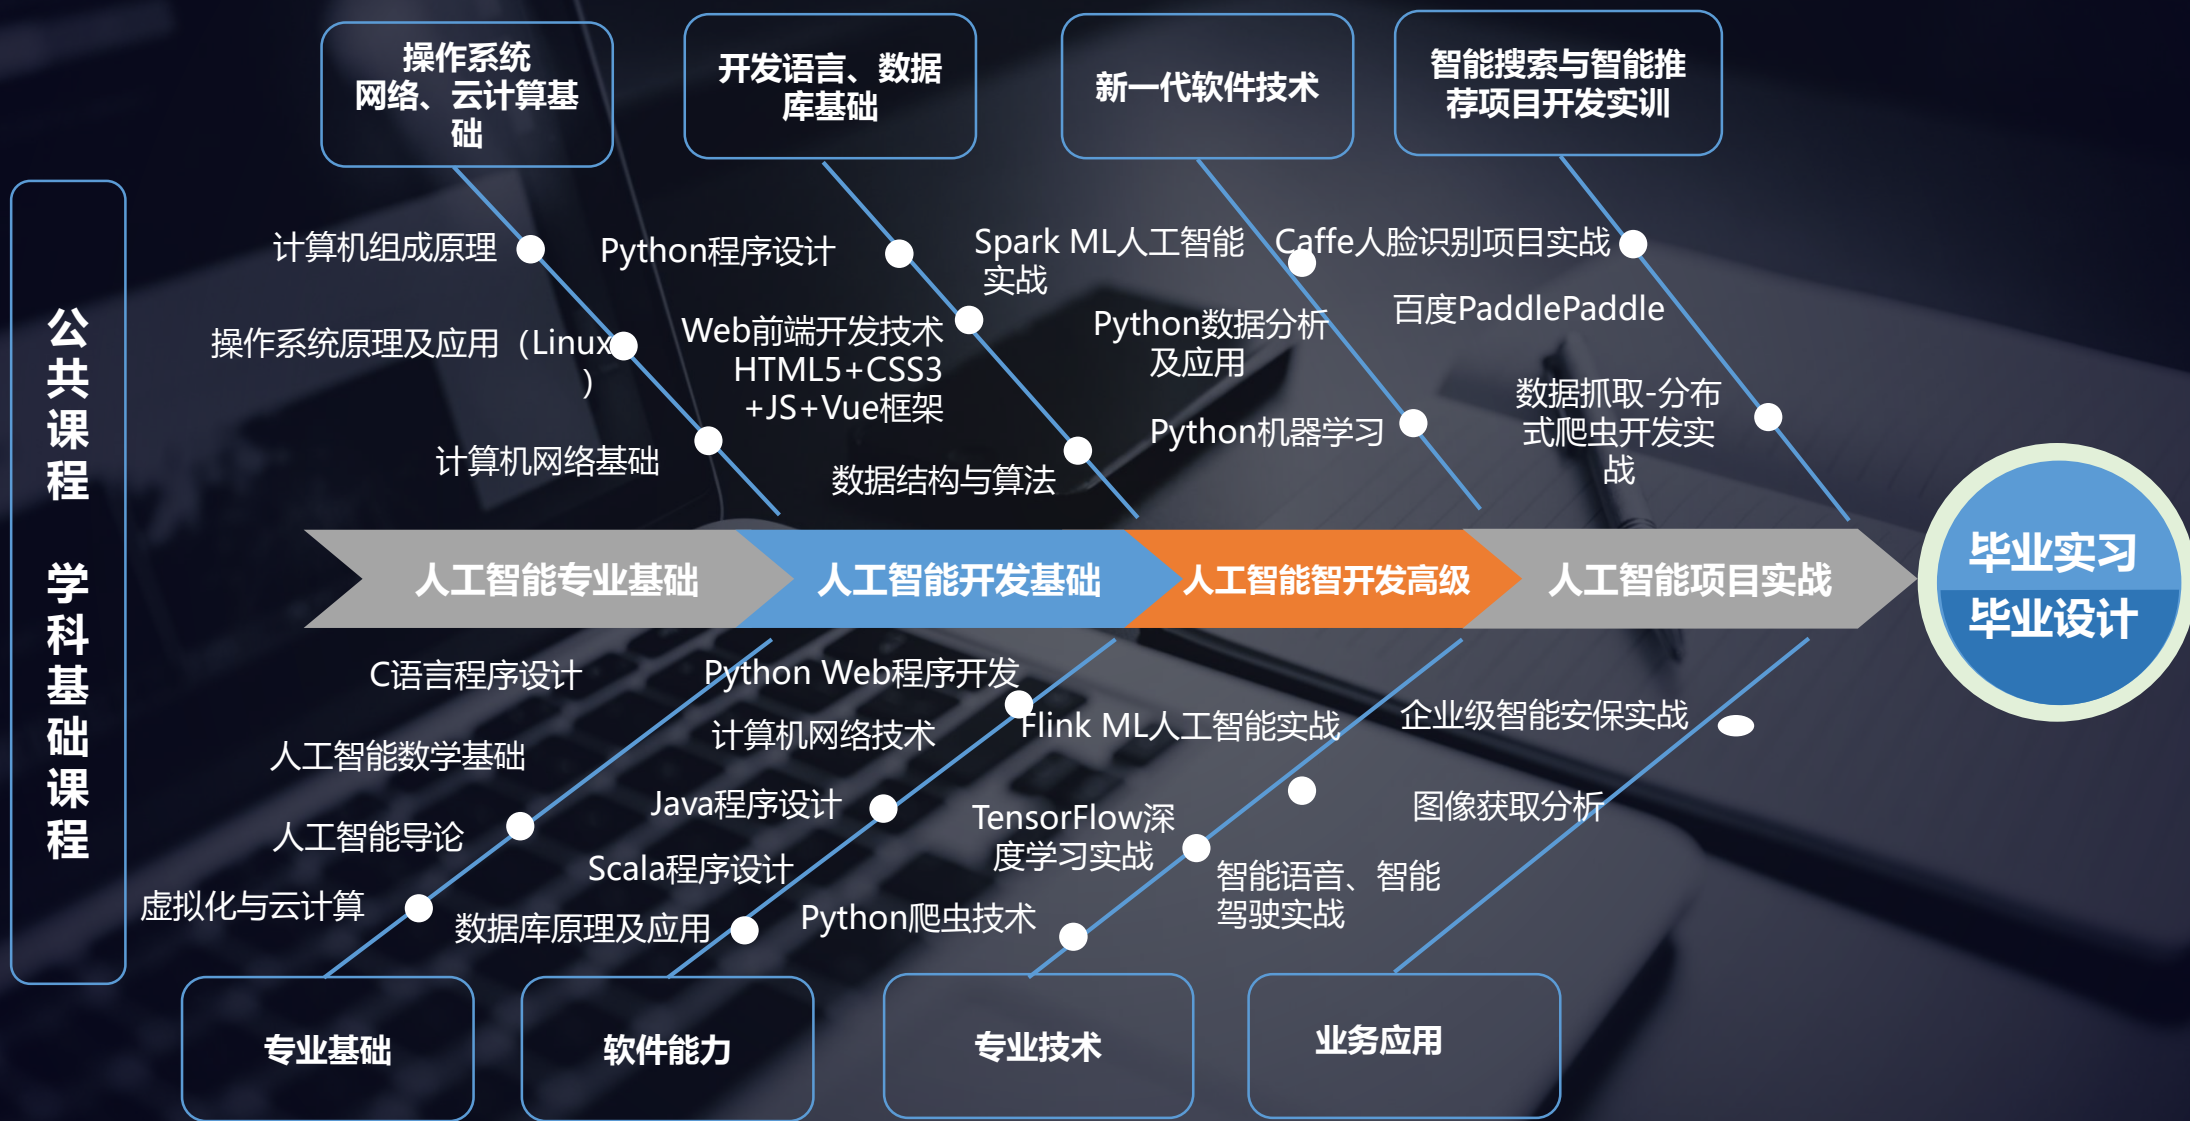 操作系统
网络、云计算基
础
开发语言、数据
库基础
新一代软件技术
智能搜索与智能推
荐项目开发实训
公共课程 学科基础课程
计算机组成原理
操作系统原理及应用（Linux
）
计算机网络基础
Python程序设计
Web前端开发技术
HTML5+CSS3
+JS+Vue框架
数据结构与算法
Spark ML人工智能
实战
Python数据分析
及应用
Python机器学习
Caffe人脸识别项目实战
百度PaddlePaddle
数据抓取-分布
式爬虫开发实
战
人工智能专业基础
人工智能开发基础
人工智能智开发高级
人工智能项目实战
毕业实习
毕业设计
C语言程序设计
人工智能数学基础
人工智能导论
虚拟化与云计算
Python Web程序开发
计算机网络技术
Java程序设计
Scala程序设计
数据库原理及应用
Flink ML人工智能实战
TensorFlow深
度学习实战
Python爬虫技术
企业级智能安保实战
图像获取分析
智能语音、智能
驾驶实战
专业基础
软件能力
专业技术
业务应用